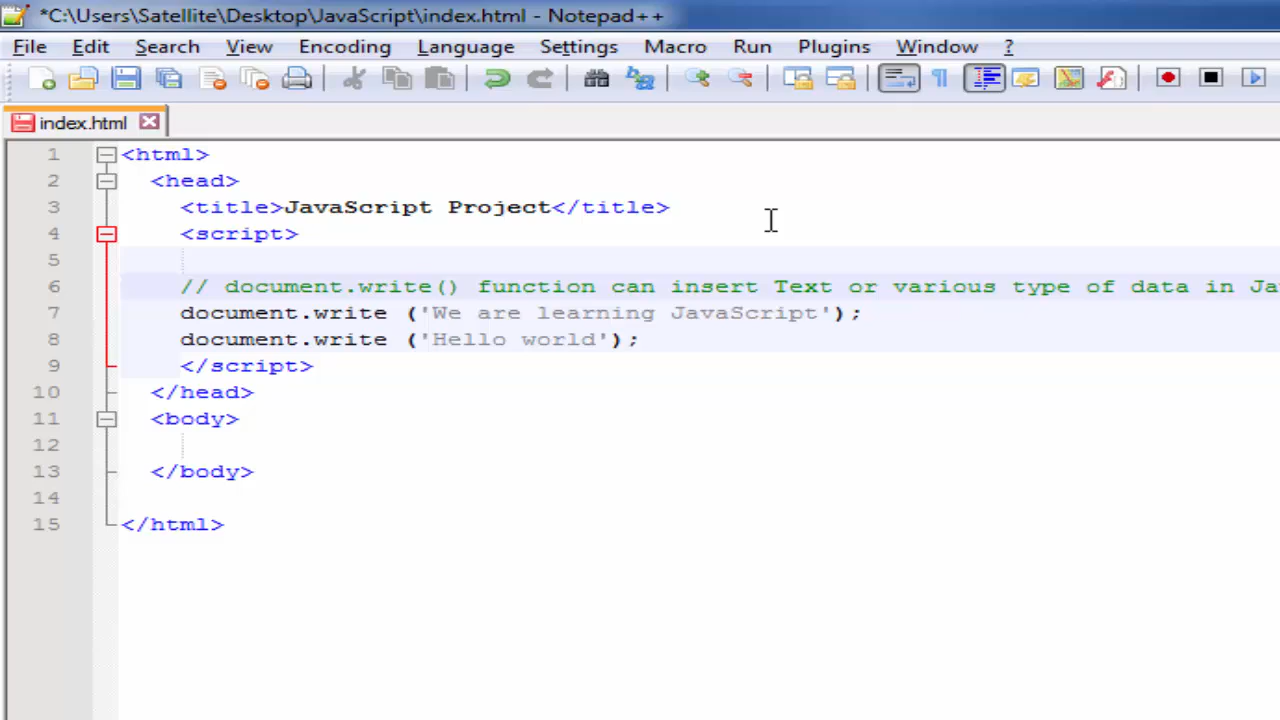 *C:\Users\Satellite\Desktop\JavaScript\index.html - Notepad++
File Edit Search View Encoding Language Settings Macro Run Plugins Window ?
index.html
1 <html>
2 <head>
3 <title>JavaScript Project</title>
4 <script>
5
6 // document.write() function can insert Text or various type of data in Ja
7 document.write ('We are learning JavaScript');
8 document.write ('Hello world');
9 </script>
10 </head>
11 <body>
12
13 </body>
14
15 </html>